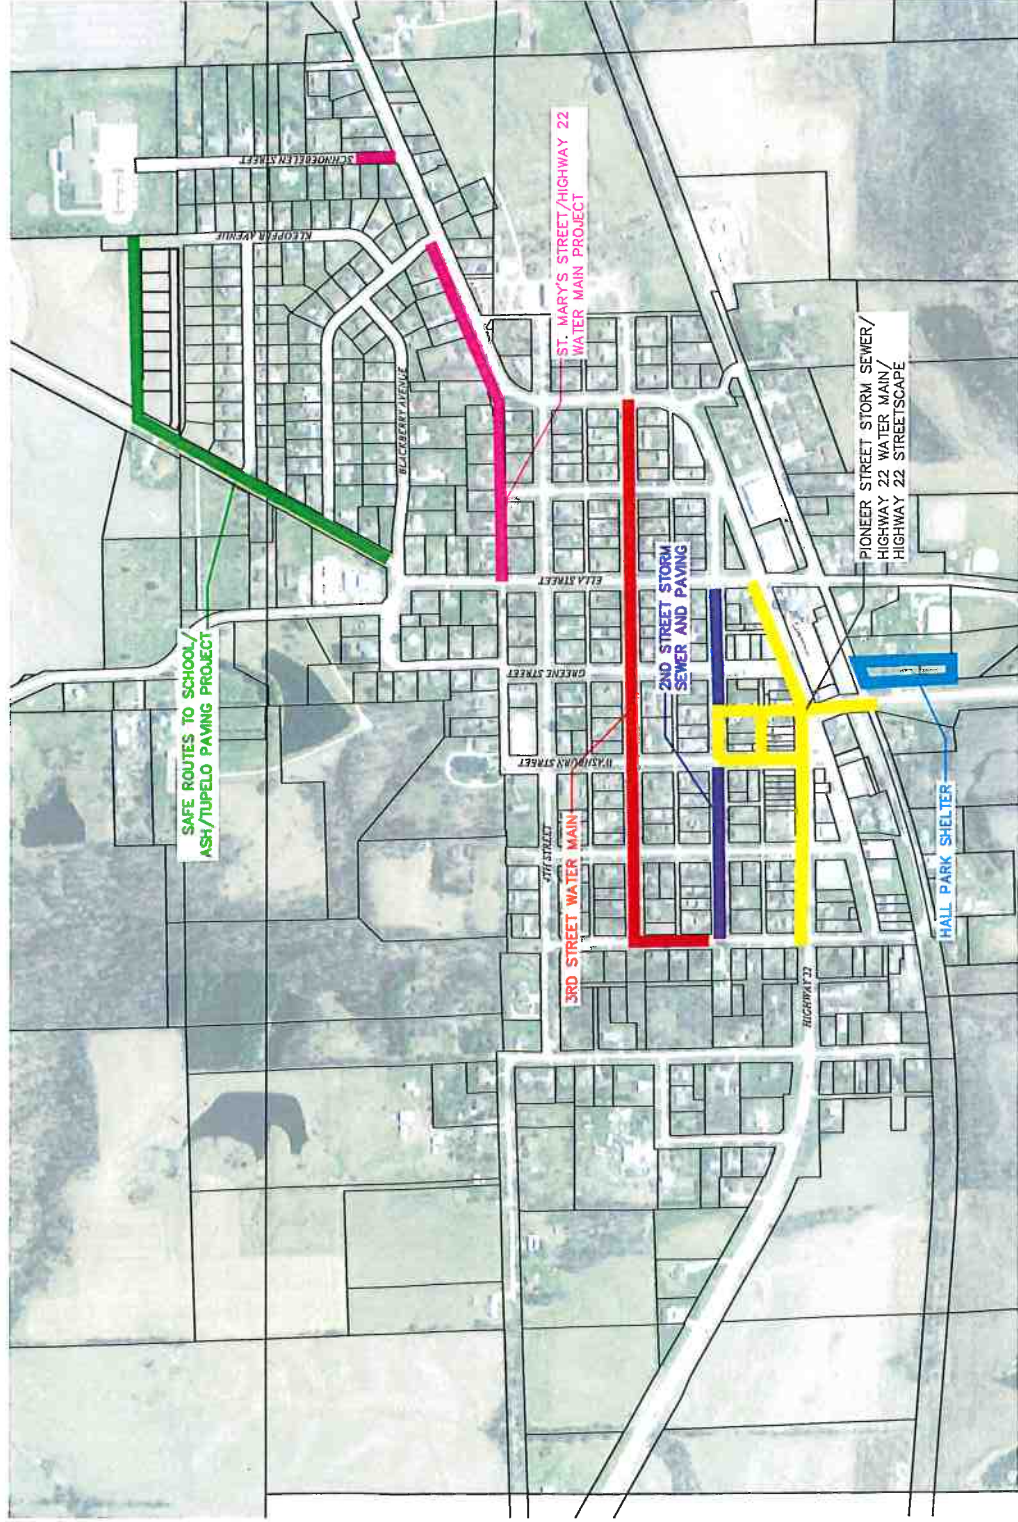 SCHNOEBELEN STREET
KLEOPFER AVENUE
ST. MARY'S STREET/HIGHWAY 22
WATER MAIN PROJECT
BLACKBERRY AVENUE
PIONEER STREET STORM SEWER/
HIGHWAY 22 WATER MAIN/
HIGHWAY 22 STREETSCAPE
ELLA STREET
2ND STREET STORM
SEWER AND PAVING
GREENE STREET
SAFE ROUTES TO SCHOOL/
ASH/TUPELO PAVING PROJECT
WASHBURN STREET
4TH STREET
3RD STREET WATER MAIN
HALL PARK SHELTER
HIGHWAY 22